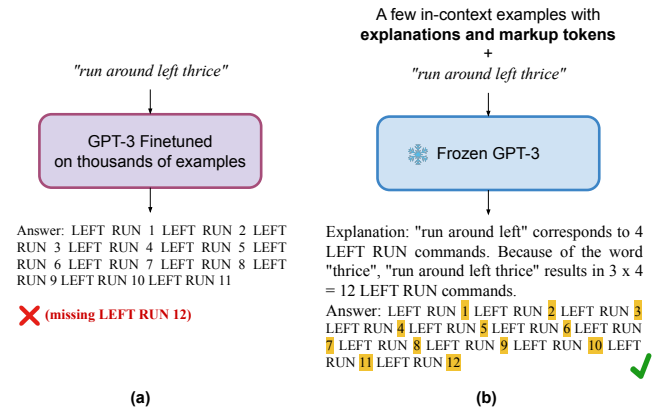 "run around left thrice"
GPT-3 Finetuned
on thousands of examples
Answer: LEFT RUN 1 LEFT RUN 2 LEFT
RUN 3 LEFT RUN 4 LEFT RUN 5 LEFT
RUN 6 LEFT RUN 7 LEFT RUN 8 LEFT
RUN 9 LEFT RUN 10 LEFT RUN 11
(missing LEFT RUN 12)
(a)
A few in-context examples with
explanations and markup tokens
+
"run around left thrice"
Frozen GPT-3
Explanation: "run around left" corresponds to 4
LEFT RUN commands. Because of the word
"thrice", "run around left thrice" results in 3 x 4
= 12 LEFT RUN commands.
Answer: LEFT RUN 1 LEFT RUN 2 LEFT RUN 3
LEFT RUN 4 LEFT RUN 5 LEFT RUN 6 LEFT RUN
7 LEFT RUN 8 LEFT RUN 9 LEFT RUN 10 LEFT
RUN 11 LEFT RUN 12
(b)